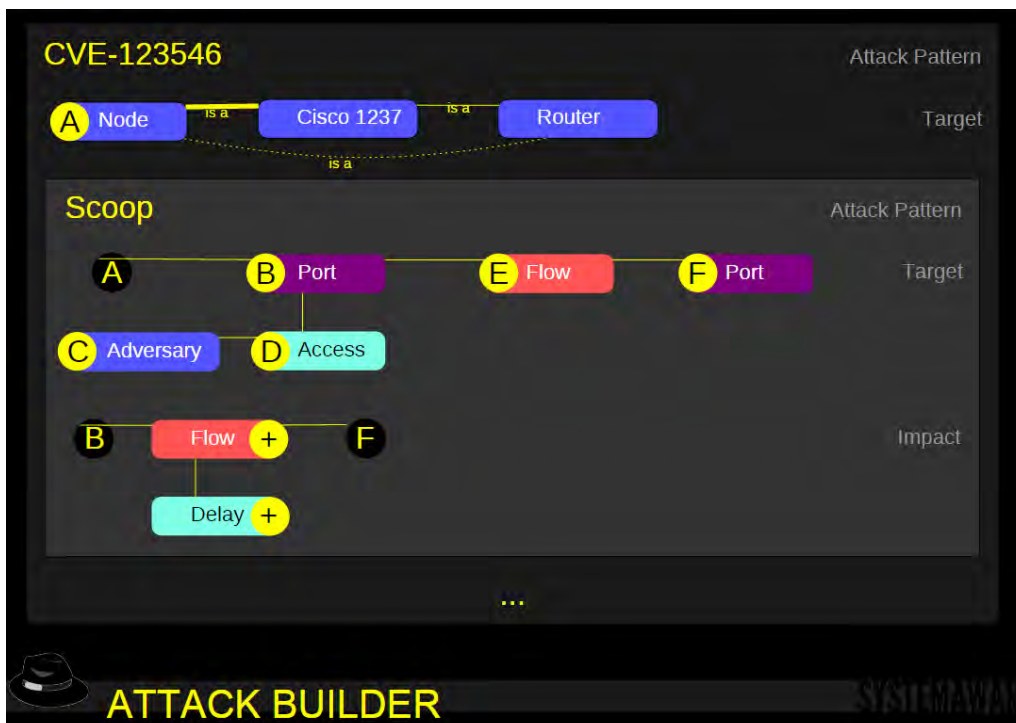 CVE-123546 Attack Pattern
A Node is a Cisco 1237 is a Router Target
is a
Scoop Attack Pattern
A B Port E Flow F Port Target
C Adversary D Access
B Flow + F Impact
Delay +
...
ATTACK BUILDER